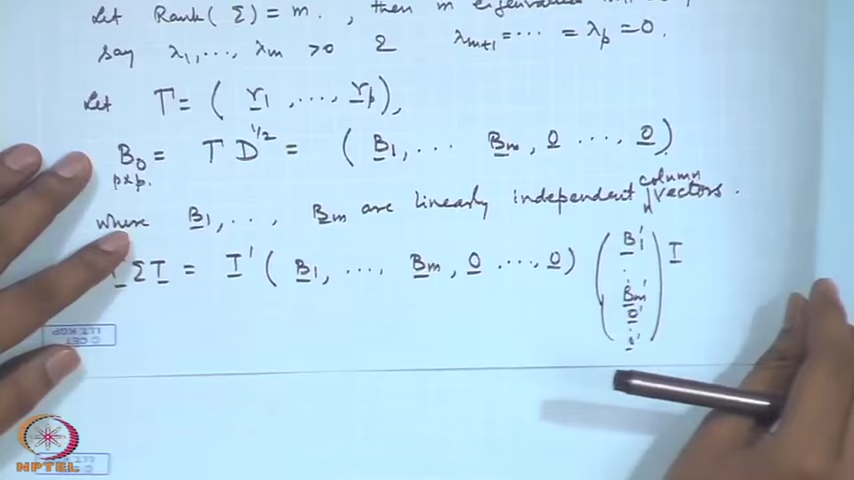 Let Rank(Σ) = m. , then m eigenvalues
say λ1, ..., λm > 0 & λm+1 = ... = λp = 0.
Let Γ = ( γ1 , ..., γp ),
B0 = Γ D^1/2 = ( B1, ... Bm, 0 ..., 0 )
p×p.
where B1, ... , Bm are linearly independent column vectors.
Σ T = T' ( B1, ... Bm, 0 ..., 0 ) ( B1' . . Bm' 0' . 0' ) T
NPTEL